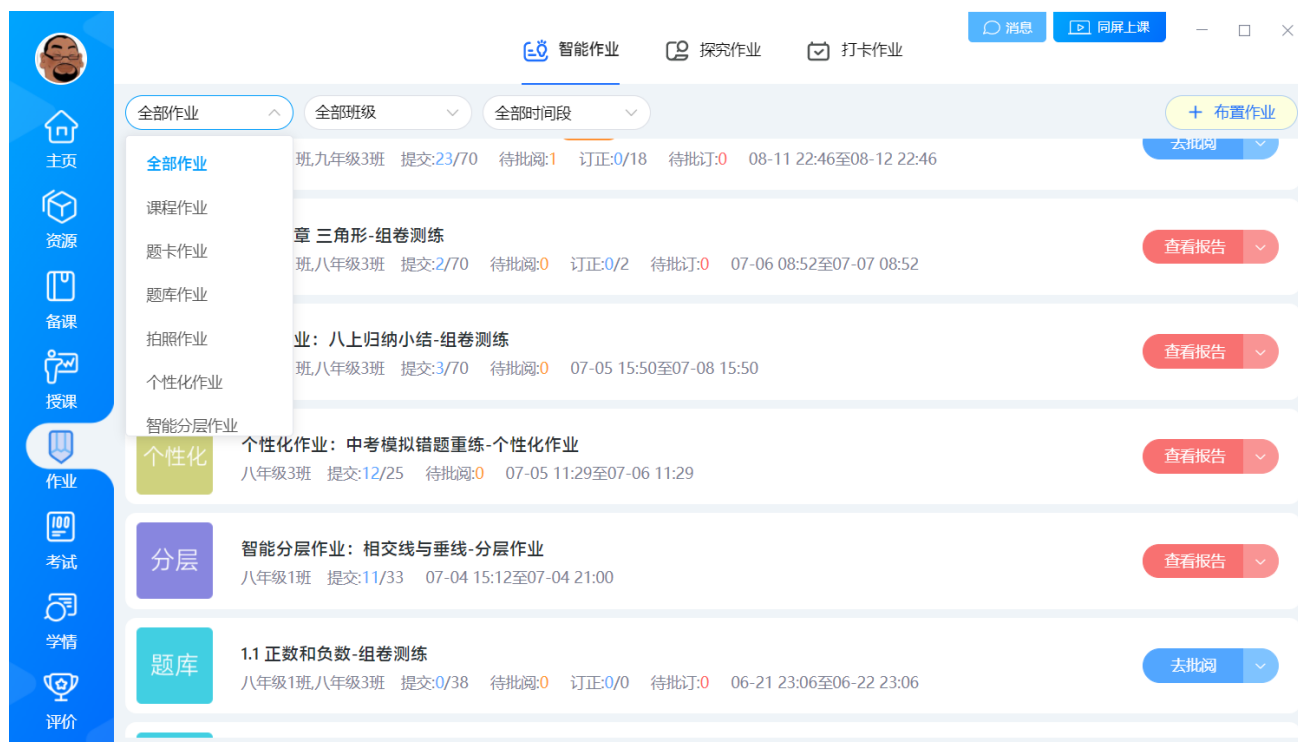 消息
同屏上课
智能作业
探究作业
打卡作业
主页
资源
备课
授课
作业
考试
学情
评价
全部作业
全部班级
全部时间段
+ 布置作业
全部作业
课程作业
题卡作业
题库作业
拍照作业
个性化作业
智能分层作业
班,九年级3班 提交:23/70 待批阅:1 订正:0/18 待批订:0 08-11 22:46至08-12 22:46
去批阅
章 三角形-组卷测练
班,八年级3班 提交:2/70 待批阅:0 订正:0/2 待批订:0 07-06 08:52至07-07 08:52
查看报告
业：八上归纳小结-组卷测练
班,八年级3班 提交:3/70 待批阅:0 07-05 15:50至07-08 15:50
查看报告
个性化
个性化作业：中考模拟错题重练-个性化作业
八年级3班 提交:12/25 待批阅:0 07-05 11:29至07-06 11:29
查看报告
分层
智能分层作业：相交线与垂线-分层作业
八年级1班 提交:11/33 07-04 15:12至07-04 21:00
查看报告
题库
1.1 正数和负数-组卷测练
八年级1班,八年级3班 提交:0/38 待批阅:0 订正:0/0 待批订:0 06-21 23:06至06-22 23:06
去批阅